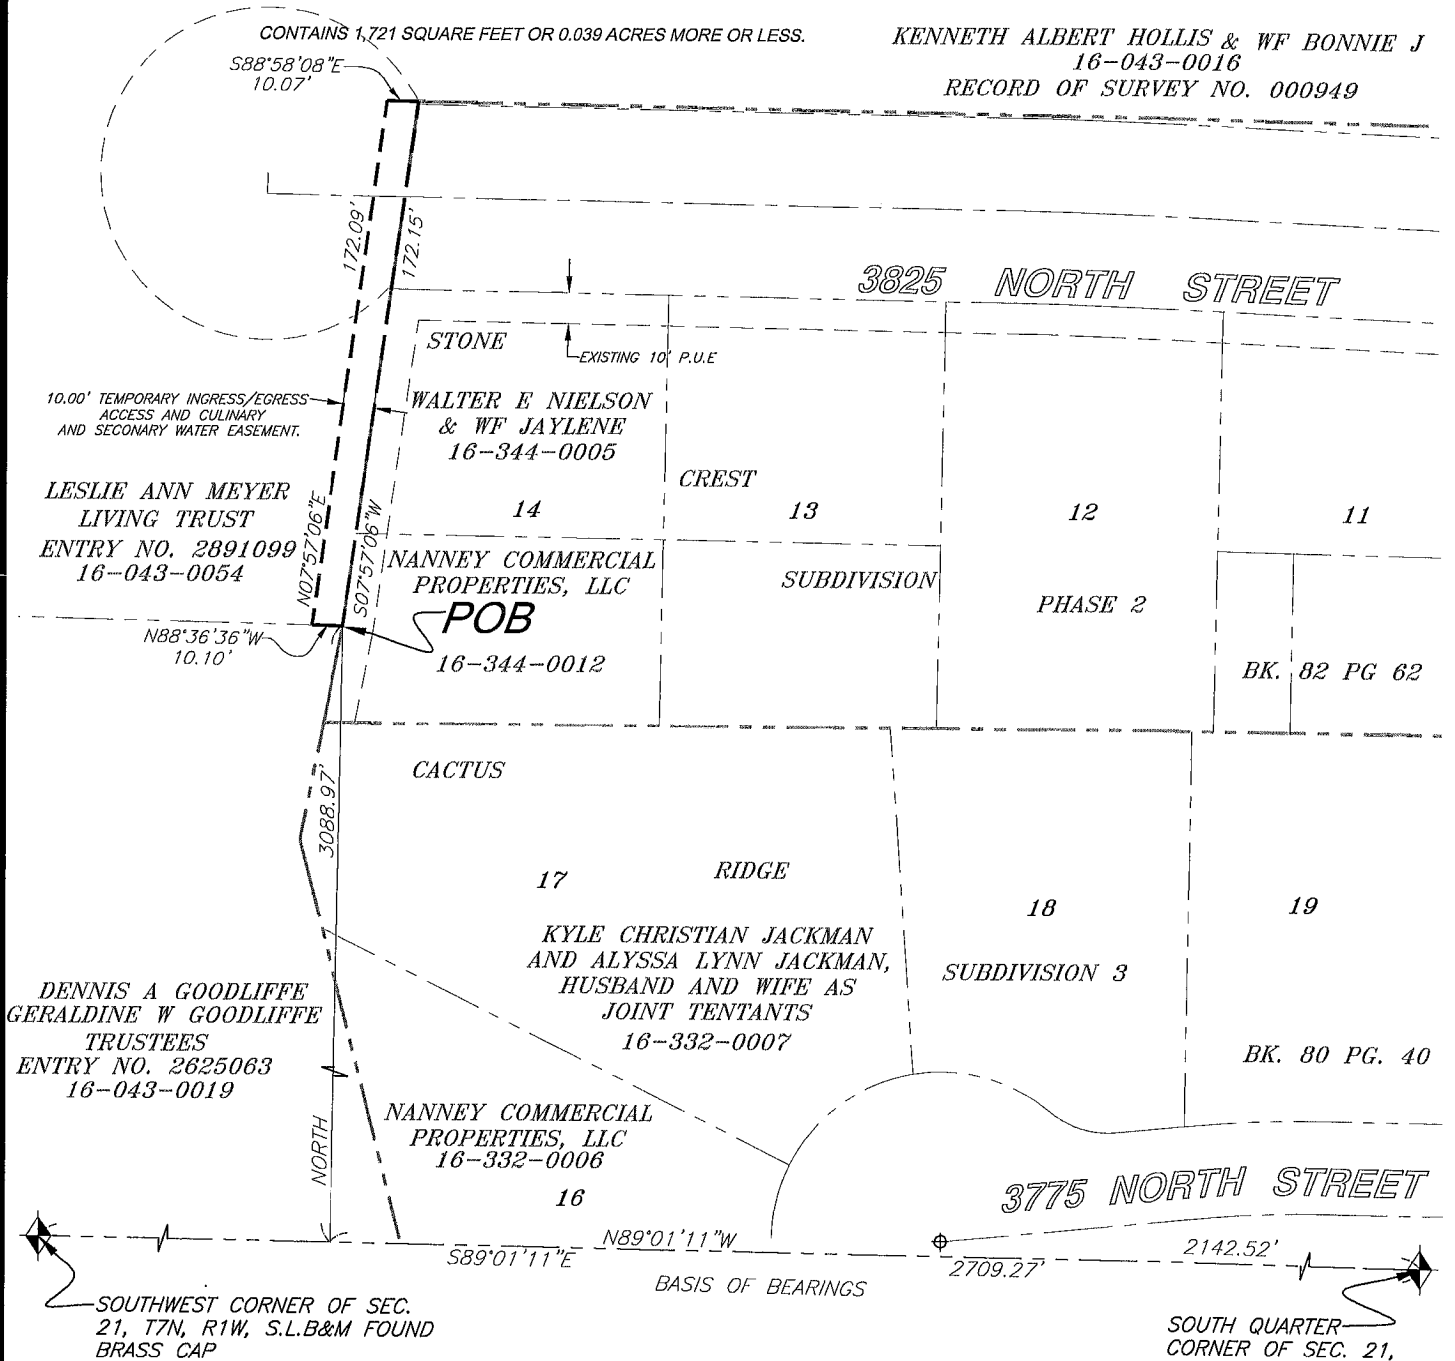 CONTAINS 1,721 SQUARE FEET OR 0.039 ACRES MORE OR LESS.
KENNETH ALBERT HOLLIS & WF BONNIE J
16-043-0016
RECORD OF SURVEY NO. 000949
S88°58'08"E
10.07'
172.09'
172.15'
3825 NORTH STREET
STONE
EXISTING 10' P.U.E
10.00' TEMPORARY INGRESS/EGRESS
ACCESS AND CULINARY
AND SECONARY WATER EASEMENT.
WALTER E NIELSON
& WF JAYLENE
16-344-0005
CREST
14
13
12
11
LESLIE ANN MEYER
LIVING TRUST
ENTRY NO. 2891099
16-043-0054
N07°57'06"E
S07°57'06"W
NANNEY COMMERCIAL
PROPERTIES, LLC
SUBDIVISION
PHASE 2
POB
N88°36'36"W
10.10'
16-344-0012
BK. 82 PG 62
CACTUS
3088.97'
17
RIDGE
18
19
KYLE CHRISTIAN JACKMAN
AND ALYSSA LYNN JACKMAN,
HUSBAND AND WIFE AS
JOINT TENTANTS
16-332-0007
SUBDIVISION 3
DENNIS A GOODLIFFE
GERALDINE W GOODLIFFE
TRUSTEES
ENTRY NO. 2625063
16-043-0019
BK. 80 PG. 40
NANNEY COMMERCIAL
PROPERTIES, LLC
16-332-0006
16
NORTH
3775 NORTH STREET
N89°01'11"W
S89°01'11"E
2142.52'
2709.27'
BASIS OF BEARINGS
SOUTHWEST CORNER OF SEC.
21, T7N, R1W, S.L.B&M FOUND
BRASS CAP
SOUTH QUARTER
CORNER OF SEC. 21,